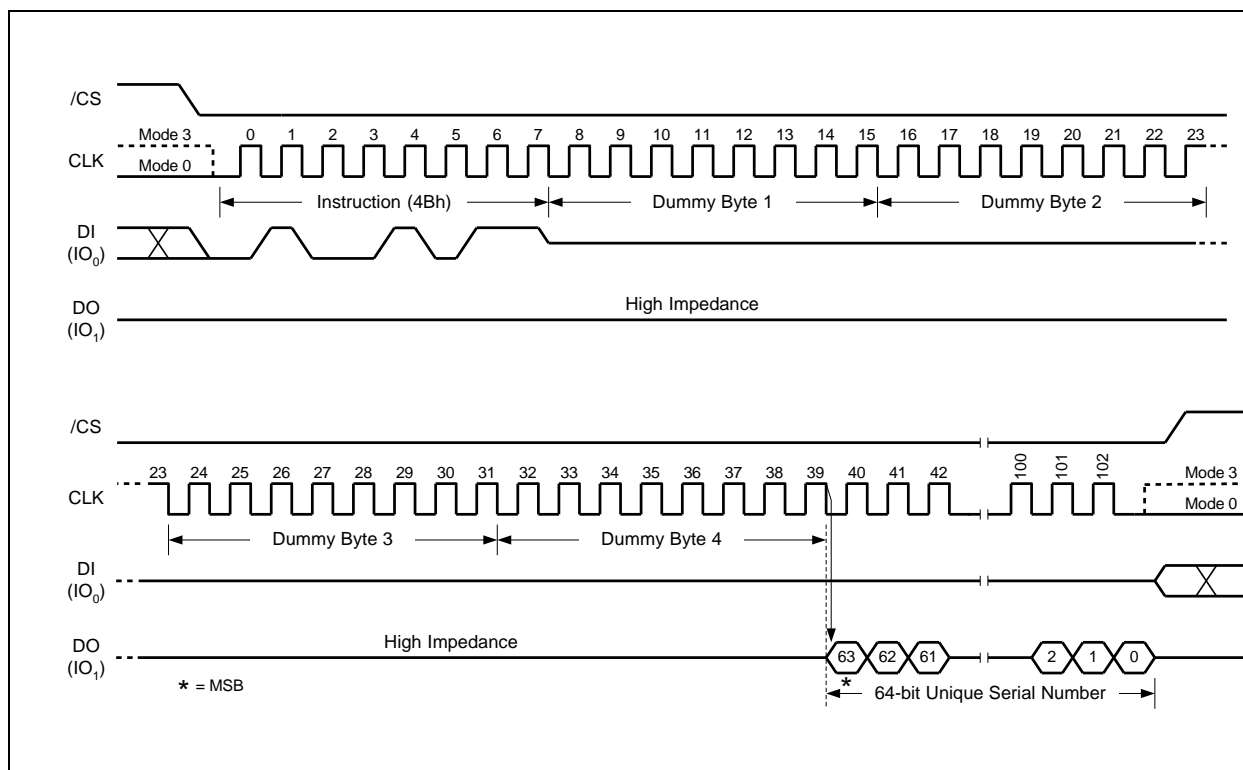 /CS
0 1 2 3 4 5 6 7 8 9 10 11 12 13 14 15 16 17 18 19 20 21 22 23
Mode 3
CLK
Mode 0
Instruction (4Bh) Dummy Byte 1 Dummy Byte 2
DI
(IO0)
High Impedance
DO
(IO1)
/CS
23 24 25 26 27 28 29 30 31 32 33 34 35 36 37 38 39 40 41 42 100 101 102
Mode 3
CLK
Mode 0
Dummy Byte 3 Dummy Byte 4
DI
(IO0)
High Impedance
DO
(IO1)
63 62 61 2 1 0
* = MSB
*
64-bit Unique Serial Number